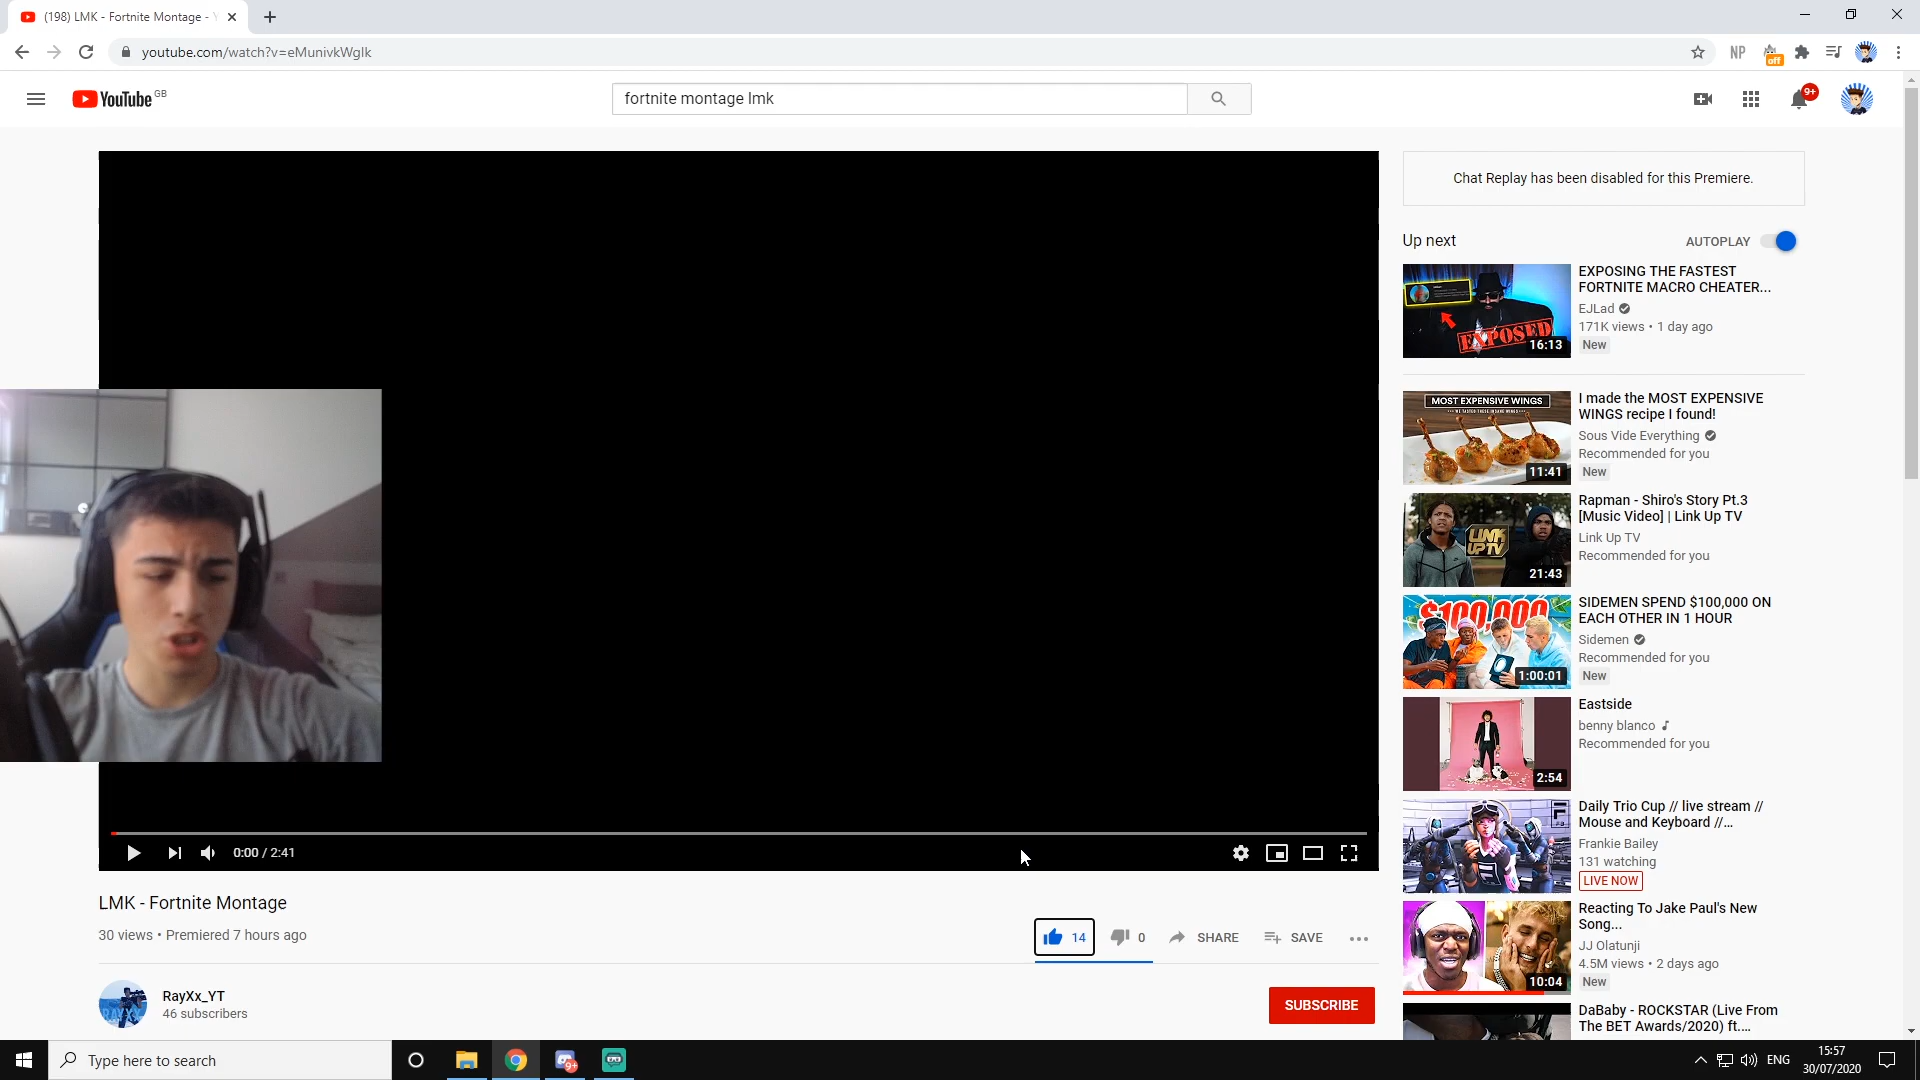 (198) LMK - Fortnite Montage - Y
youtube.com/watch?v=eMunivkWglk
NP
off
YouTube GB
fortnite montage lmk
9+
Chat Replay has been disabled for this Premiere.
Up next
AUTOPLAY
EXPOSED
16:13
EXPOSING THE FASTEST
FORTNITE MACRO CHEATER...
EJLad
171K views • 1 day ago
New
MOST EXPENSIVE WINGS
11:41
I made the MOST EXPENSIVE
WINGS recipe I found!
Sous Vide Everything
Recommended for you
New
LINK
UP TV
21:43
Rapman - Shiro's Story Pt.3
[Music Video] | Link Up TV
Link Up TV
Recommended for you
$100,000
1:00:01
SIDEMEN SPEND $100,000 ON
EACH OTHER IN 1 HOUR
Sidemen
Recommended for you
New
2:54
Eastside
benny blanco
Recommended for you
Daily Trio Cup // live stream //
Mouse and Keyboard //...
Frankie Bailey
131 watching
LIVE NOW
10:04
Reacting To Jake Paul's New
Song...
JJ Olatunji
4.5M views • 2 days ago
New
DaBaby - ROCKSTAR (Live From
The BET Awards/2020) ft....
0:00 / 2:41
LMK - Fortnite Montage
30 views • Premiered 7 hours ago
14
0
SHARE
SAVE
RAYXX
RayXx_YT
46 subscribers
SUBSCRIBE
Type here to search
9+
ENG
15:57
30/07/2020